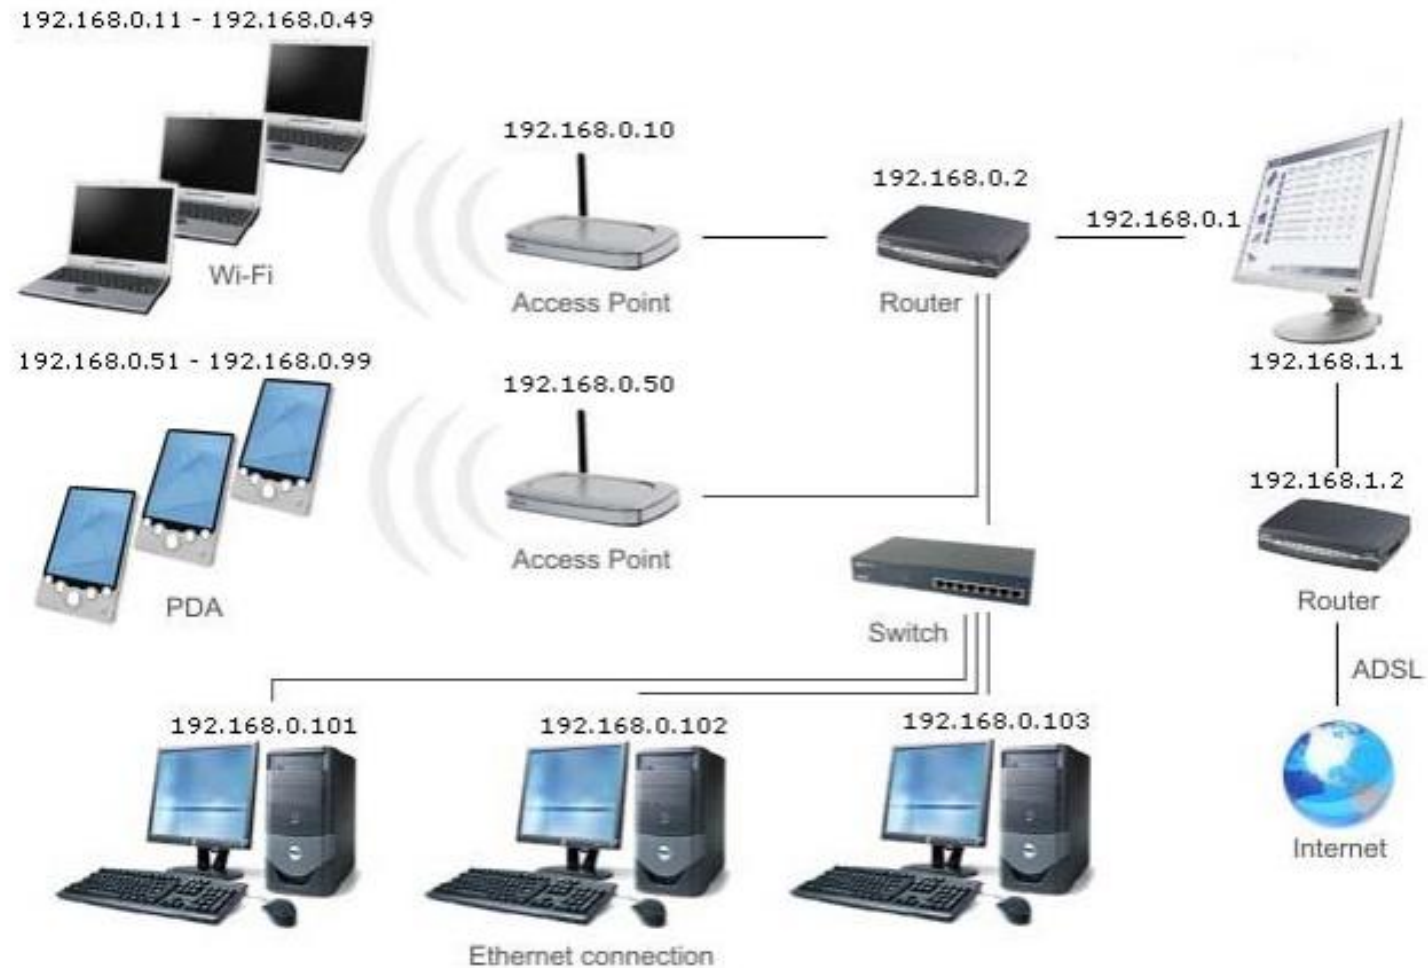 192.168.0.11 - 192.168.0.49
192.168.0.10
192.168.0.2
192.168.0.1
Wi-Fi
Access Point
Router
192.168.0.51 - 192.168.0.99
192.168.0.50
192.168.1.1
192.168.1.2
Access Point
PDA
Switch
Router
ADSL
192.168.0.101
192.168.0.102
192.168.0.103
Internet
Ethernet connection